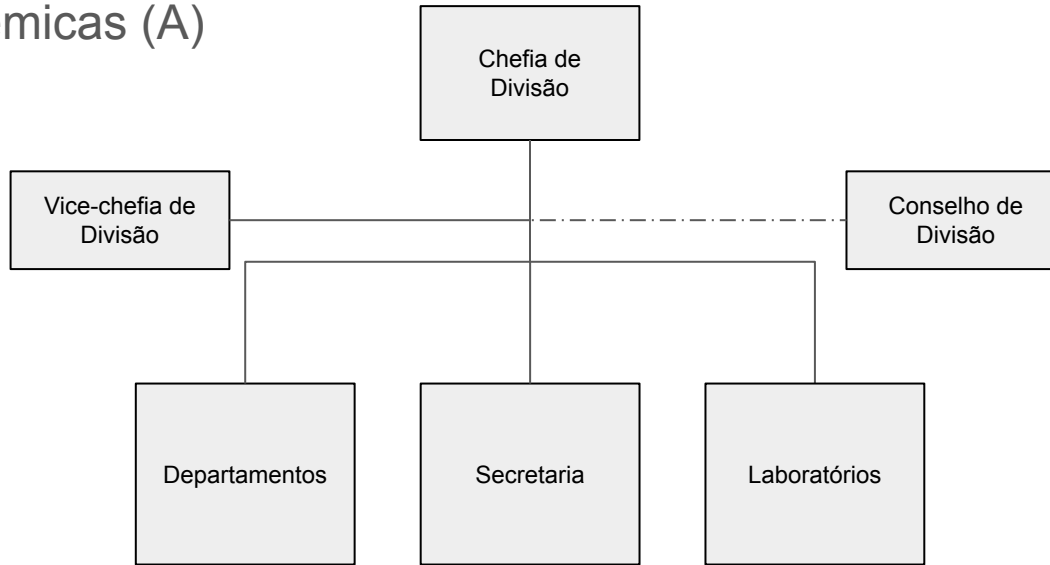 micas (A)
Chefia de
Divisão
Vice-chefia de
Divisão
Conselho de
Divisão
Departamentos
Secretaria
Laboratórios